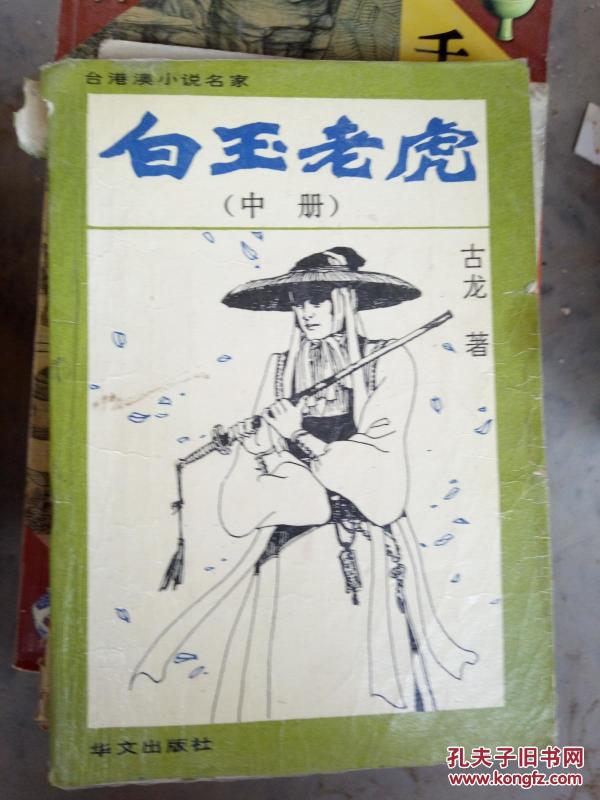 千
台港澳小说名家
白玉老虎
（中册）
古龙 著
华文出版社
孔夫子旧书网
www.kongfz.com